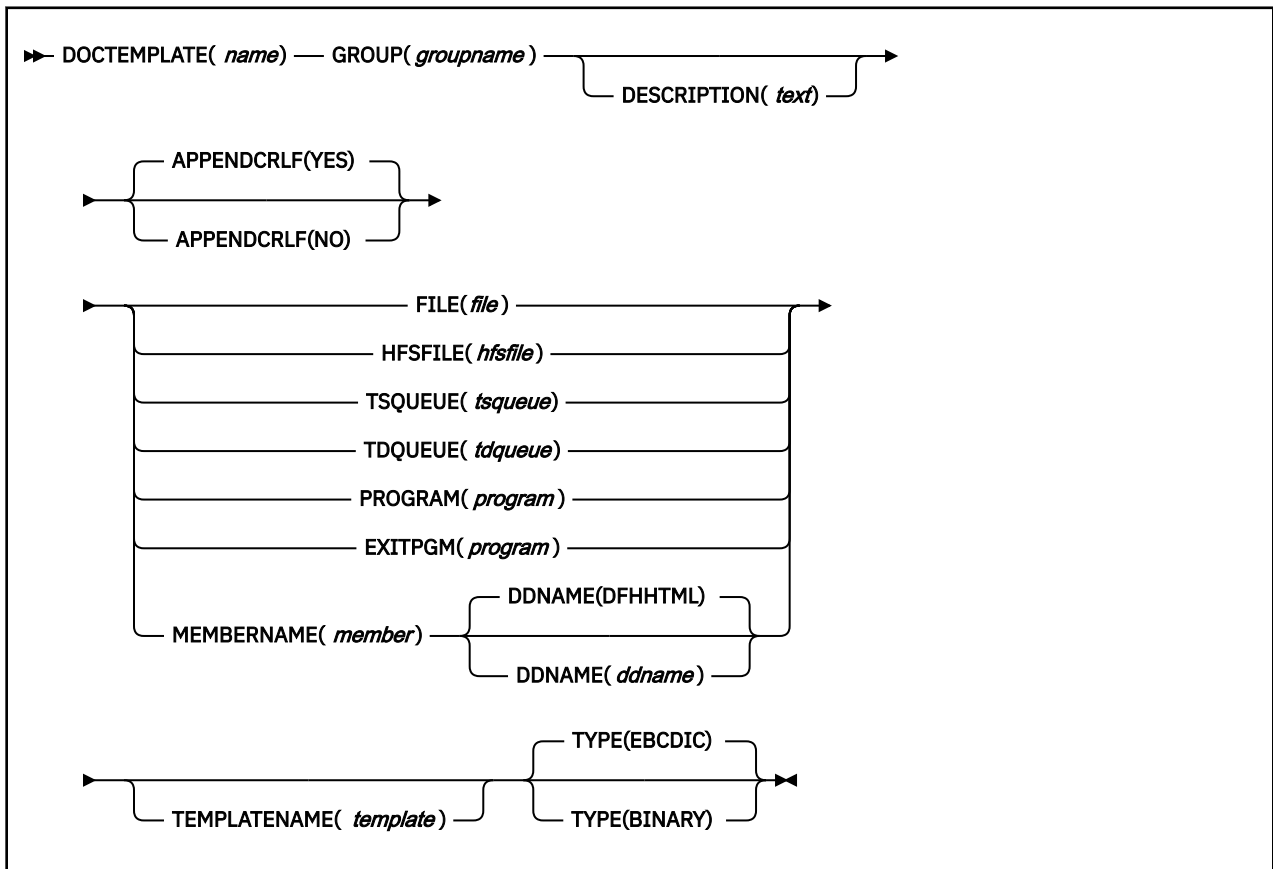 DOCTEMPLATE( name) GROUP( groupname )
DESCRIPTION( text)
APPENDCRLF(YES)
APPENDCRLF(NO)
FILE( file )
HFSFILE( hfsfile )
TSQUEUE( tsqueue)
TDQUEUE( tdqueue)
PROGRAM( program )
EXITPGM( program )
DDNAME(DFHHTML)
MEMBERNAME( member)
DDNAME( ddname )
TYPE(EBCDIC)
TEMPLATENAME( template)
TYPE(BINARY)